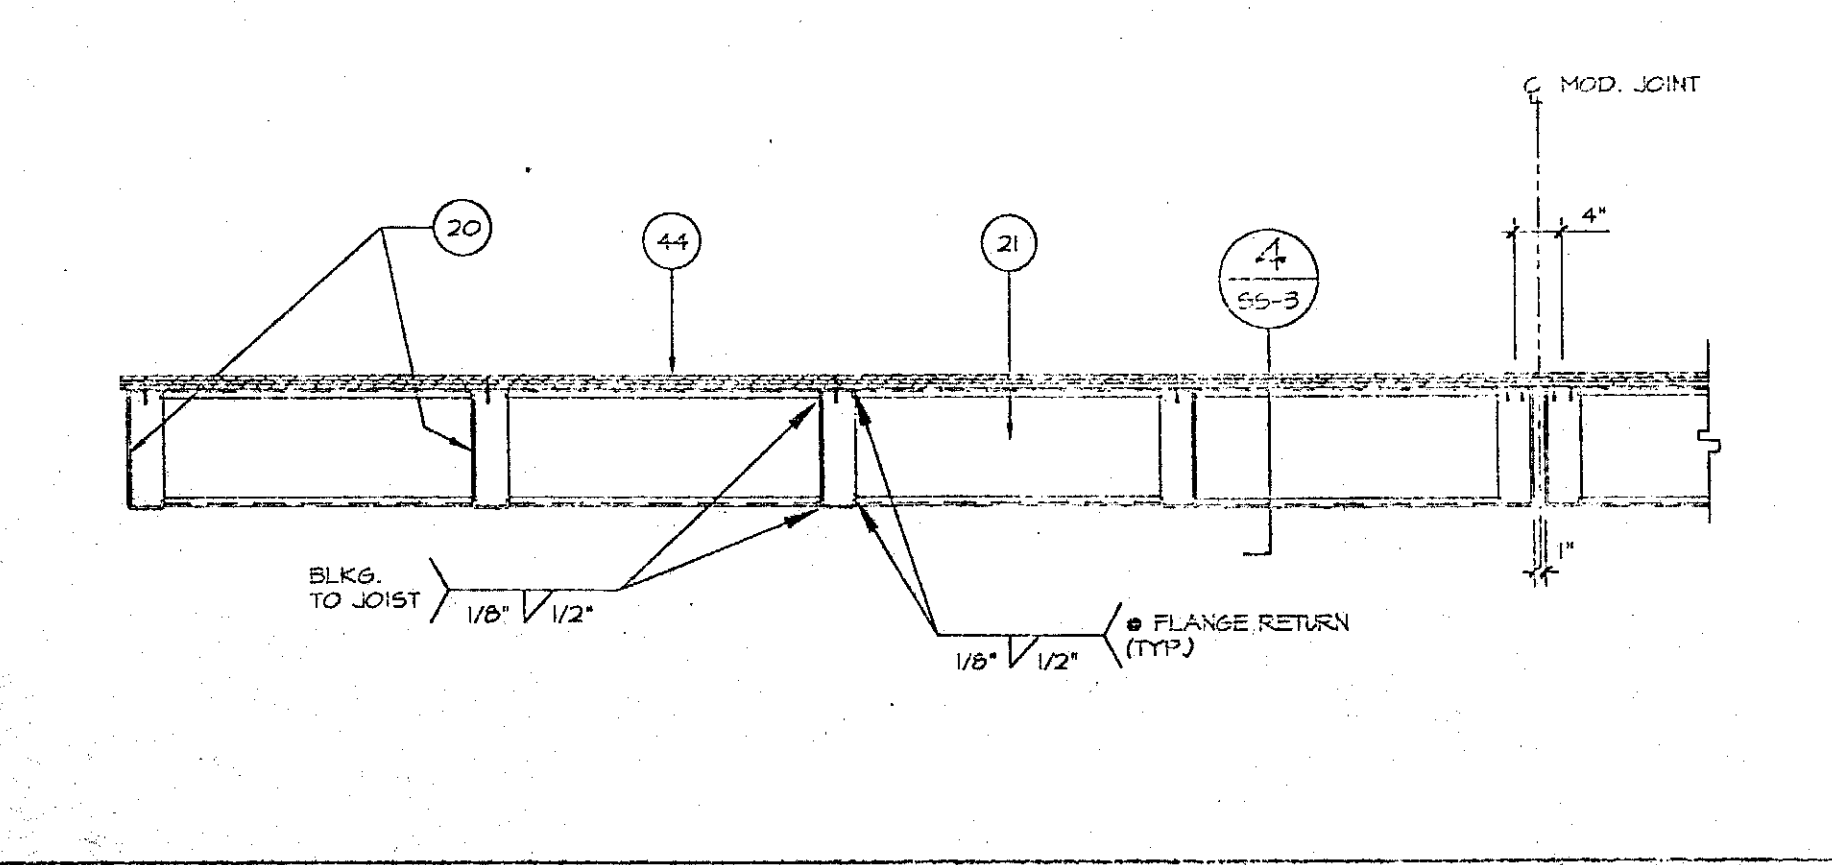 ℄ MOD. JOINT
4"
20
44
21
4
SS-3
1"
BLKG.
TO JOIST
1/8" 1/2"
@ FLANGE RETURN
(TYP.)
1/8" 1/2"